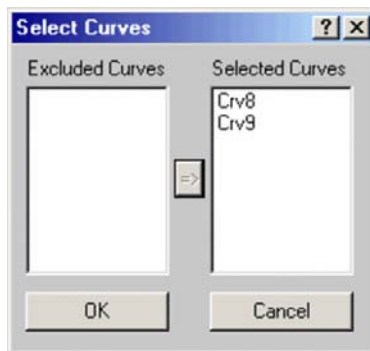 Select Curves ? ×
Excluded Curves Selected Curves
Crv8
Crv9
=>
OK Cancel